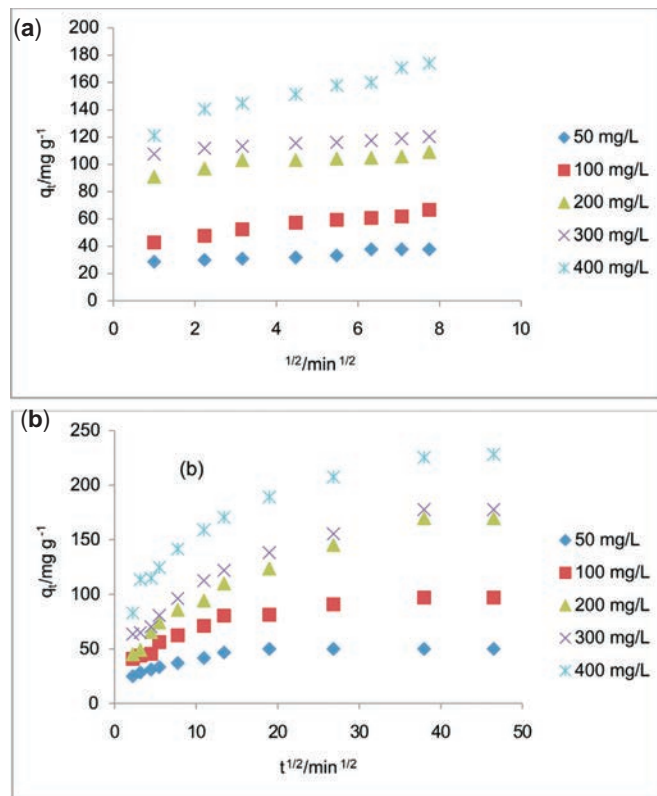 (a)
180
160
140
120
100
80
60
40
20
0
qt/mg g-1
0 2 4 6 8 10
1/2/min 1/2
50 mg/L
100 mg/L
200 mg/L
300 mg/L
400 mg/L
(b)
250
200
150
100
50
0
qt/mg g-1
(b)
0 10 20 30 40 50
t1/2/min1/2
50 mg/L
100 mg/L
200 mg/L
300 mg/L
400 mg/L